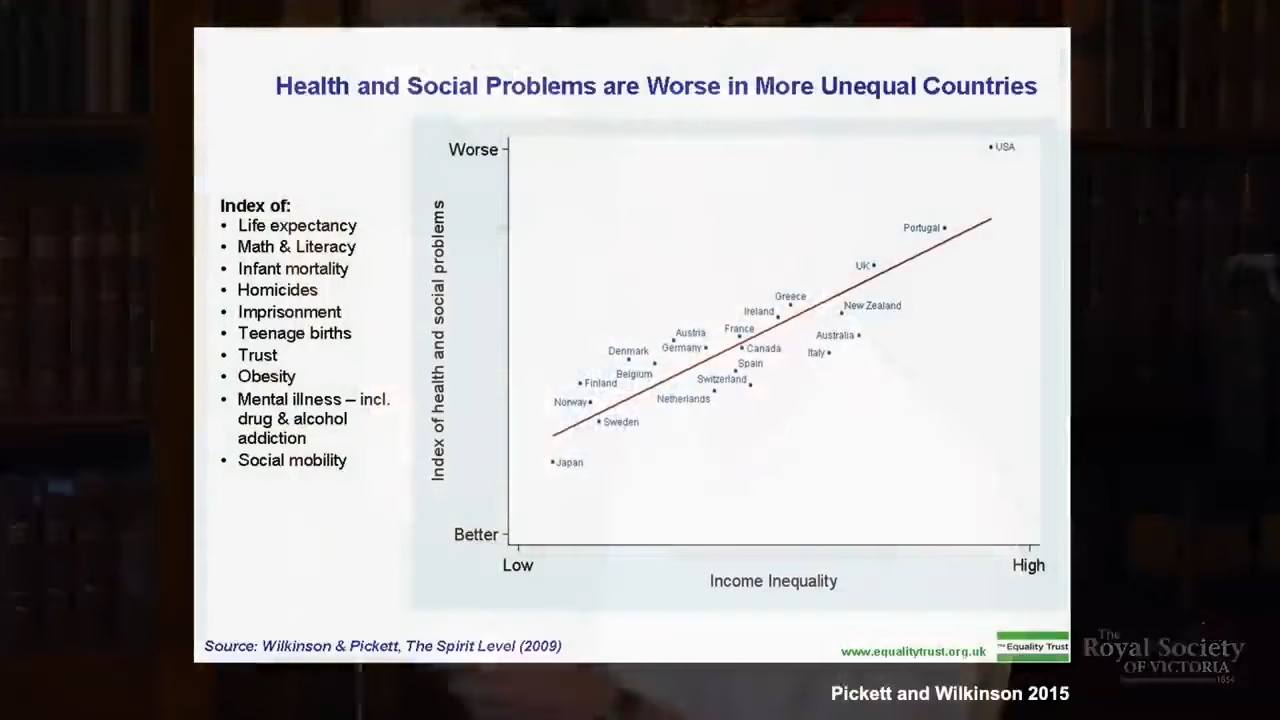 Health and Social Problems are Worse in More Unequal Countries
Index of:
• Life expectancy
• Math & Literacy
• Infant mortality
• Homicides
• Imprisonment
• Teenage births
• Trust
• Obesity
• Mental illness – incl.
drug & alcohol
addiction
• Social mobility
Worse
Index of health and social problems
Better
USA
Portugal
UK
Greece
New Zealand
Ireland
Australia
France
Austria
Germany
Canada
Italy
Denmark
Spain
Belgium
Switzerland
Finland
Netherlands
Norway
Sweden
Japan
Low
High
Income Inequality
Source: Wilkinson & Pickett, The Spirit Level (2009)
www.equalitytrust.org.uk
The Equality Trust
The
Royal Society
OF VICTORIA
1854
Pickett and Wilkinson 2015